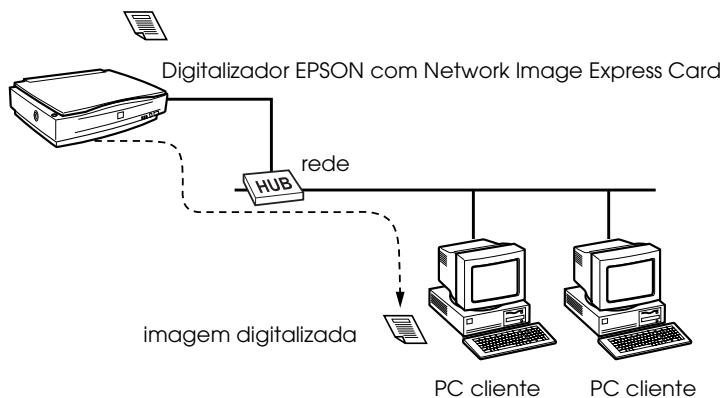 Digitalizador EPSON com Network Image Express Card
rede
HUB
imagem digitalizada
PC cliente
PC cliente